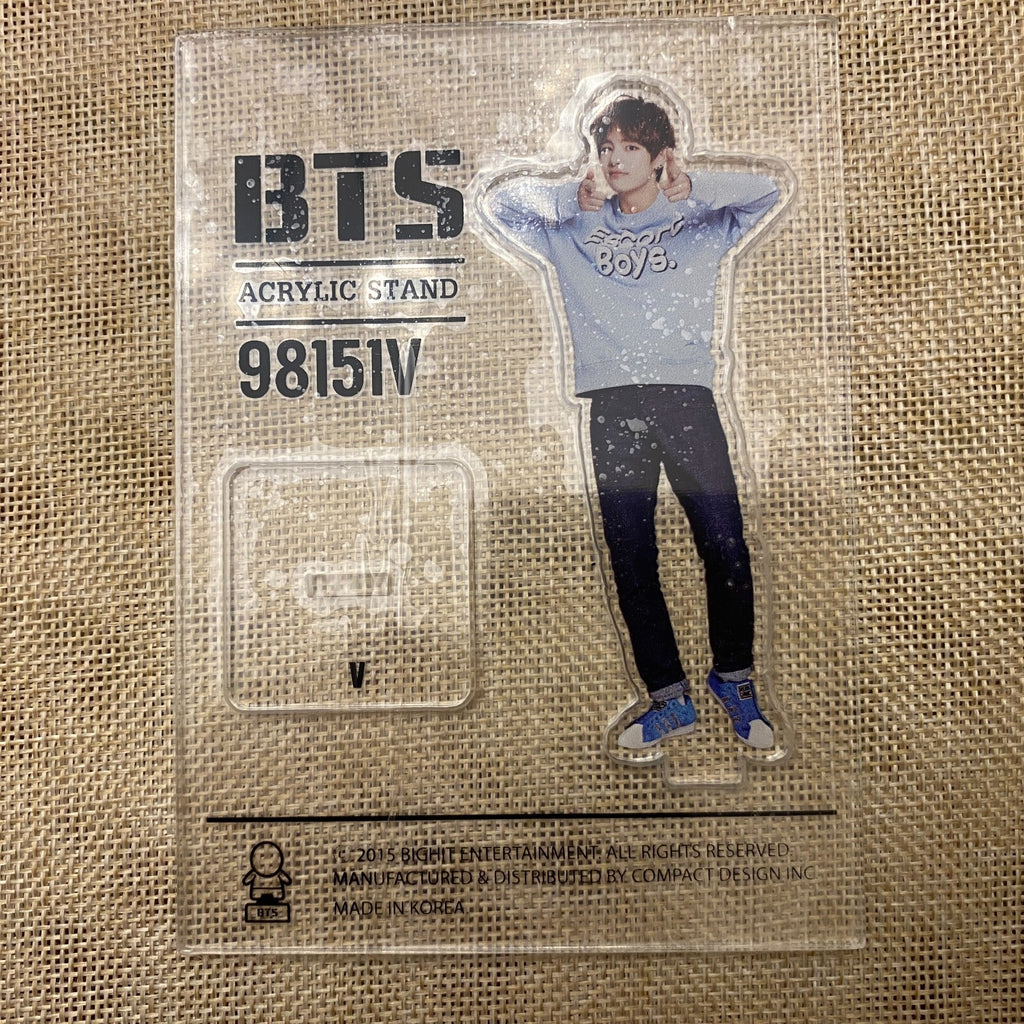 BTS
ACRYLIC STAND
98151V
Boys.
V
© 2015 BIGHIT ENTERTAINMENT. ALL RIGHTS RESERVED
MANUFACTURED & DISTRIBUTED BY COMPACT DESIGN INC
MADE IN KOREA
BTS